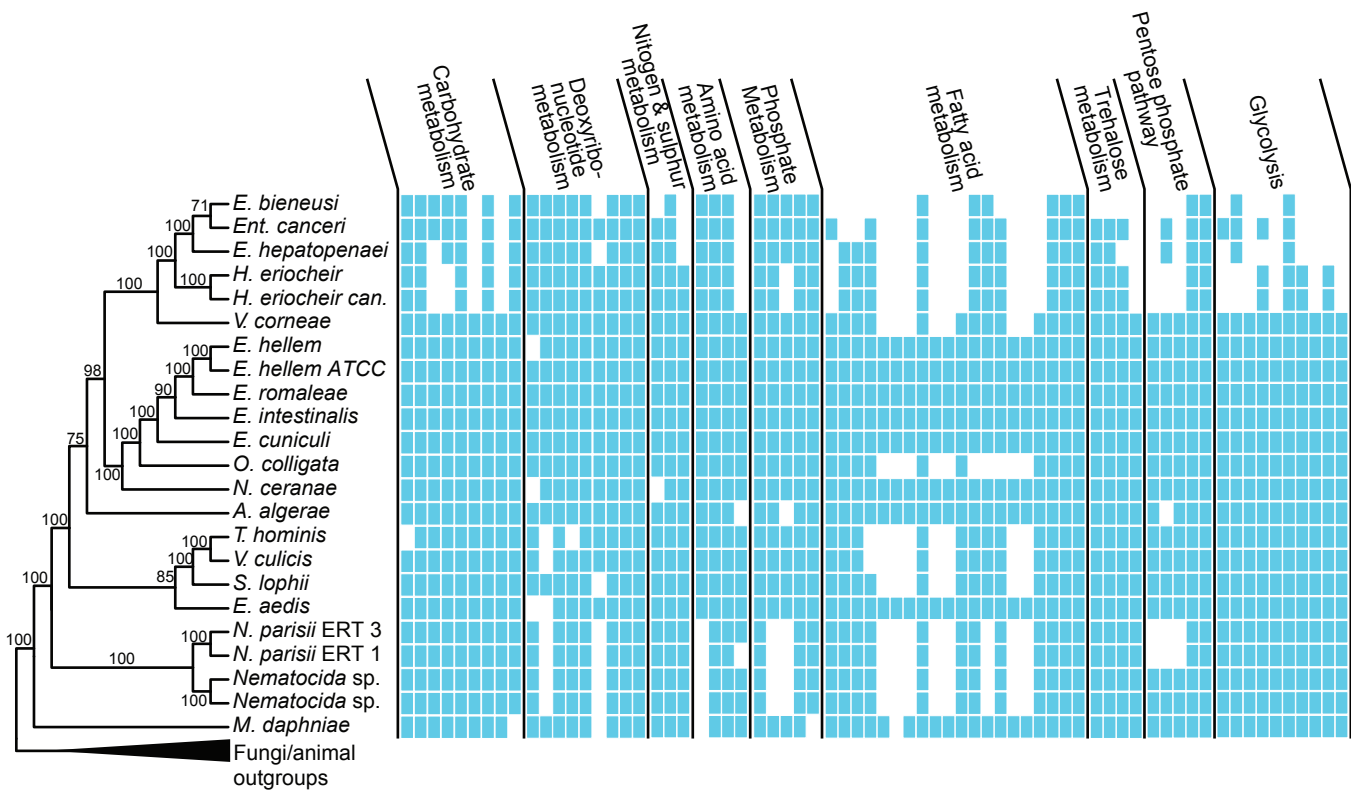 Carbohydrate
metabolism
Deoxyribo-
nucleotide
metabolism
Nitogen & sulphur
metabolism
Amino acid
metabolism
Phosphate
Metabolism
Fatty acid
metabolism
Trehalose
metabolism
Pentose phosphate
pathway
Glycolysis
71 E. bieneusi
100 Ent. canceri
100 E. hepatopenaei
100 H. eriocheir
100 100 H. eriocheir can.
V. corneae
100 E. hellem
98 100 E. hellem ATCC
90 E. romaleae
100 E. intestinalis
75 100 E. cuniculi
O. colligata
100 N. ceranae
A. algerae
100 100 T. hominis
100 V. culicis
100 85 S. lophii
E. aedis
100 N. parisii ERT 3
100 N. parisii ERT 1
Nematocida sp.
100 Nematocida sp.
100 M. daphniae
Fungi/animal
outgroups